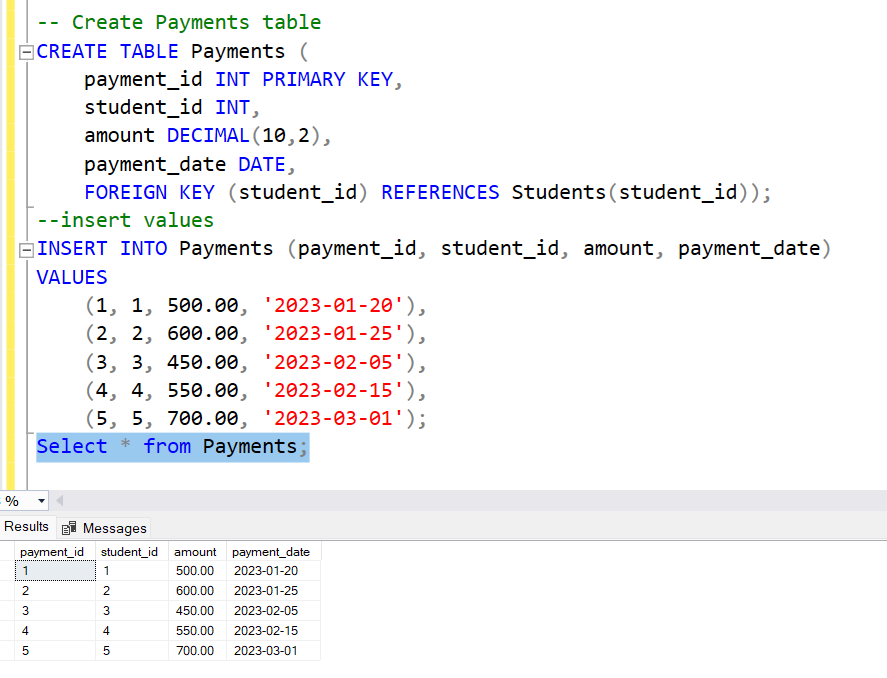 -- Create Payments table
CREATE TABLE Payments (
payment_id INT PRIMARY KEY,
student_id INT,
amount DECIMAL(10,2),
payment_date DATE,
FOREIGN KEY (student_id) REFERENCES Students(student_id));
--insert values
INSERT INTO Payments (payment_id, student_id, amount, payment_date)
VALUES
(1, 1, 500.00, '2023-01-20'),
(2, 2, 600.00, '2023-01-25'),
(3, 3, 450.00, '2023-02-05'),
(4, 4, 550.00, '2023-02-15'),
(5, 5, 700.00, '2023-03-01');
Select * from Payments;
%
Results Messages
payment_id student_id amount payment_date
1 1 500.00 2023-01-20
2 2 600.00 2023-01-25
3 3 450.00 2023-02-05
4 4 550.00 2023-02-15
5 5 700.00 2023-03-01